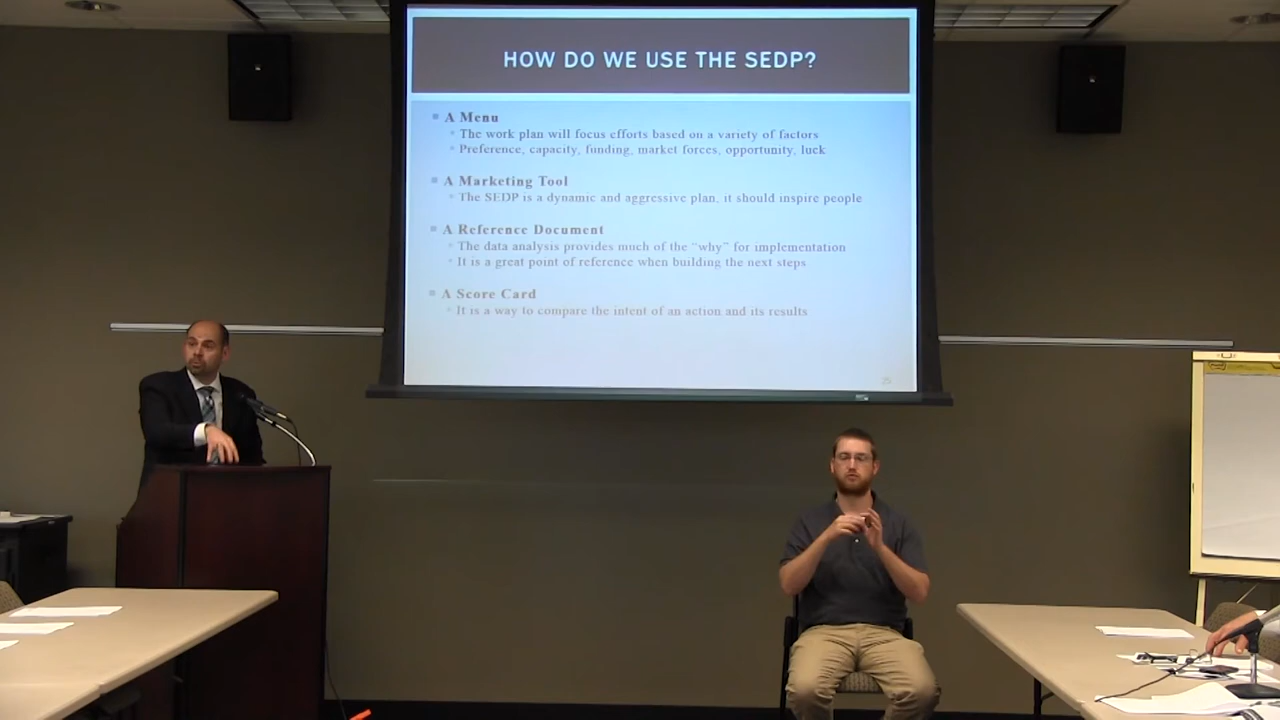 HOW DO WE USE THE SEDP?
A Menu
The work plan will focus efforts based on a variety of factors
Preference, capacity, funding, market forces, opportunity, luck
A Marketing Tool
The SEDP is a dynamic and aggressive plan, it should inspire people
A Reference Document
The data analysis provides much of the "why" for implementation
It is a great point of reference when building the next steps
A Score Card
It is a way to compare the intent of an action and its results
25